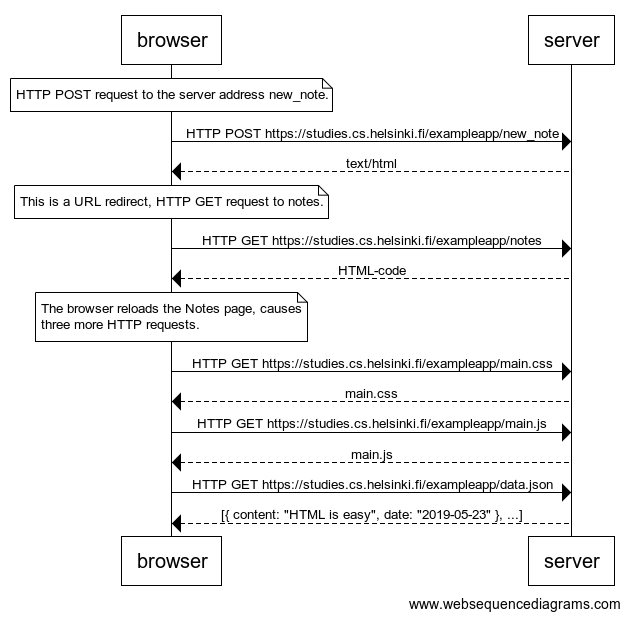 browser
server
HTTP POST request to the server address new_note.
HTTP POST https://studies.cs.helsinki.fi/exampleapp/new_note
text/html
This is a URL redirect, HTTP GET request to notes.
HTTP GET https://studies.cs.helsinki.fi/exampleapp/notes
HTML-code
The browser reloads the Notes page, causes
three more HTTP requests.
HTTP GET https://studies.cs.helsinki.fi/exampleapp/main.css
main.css
HTTP GET https://studies.cs.helsinki.fi/exampleapp/main.js
main.js
HTTP GET https://studies.cs.helsinki.fi/exampleapp/data.json
[{ content: "HTML is easy", date: "2019-05-23" }, ...]
browser
server
www.websequencediagrams.com